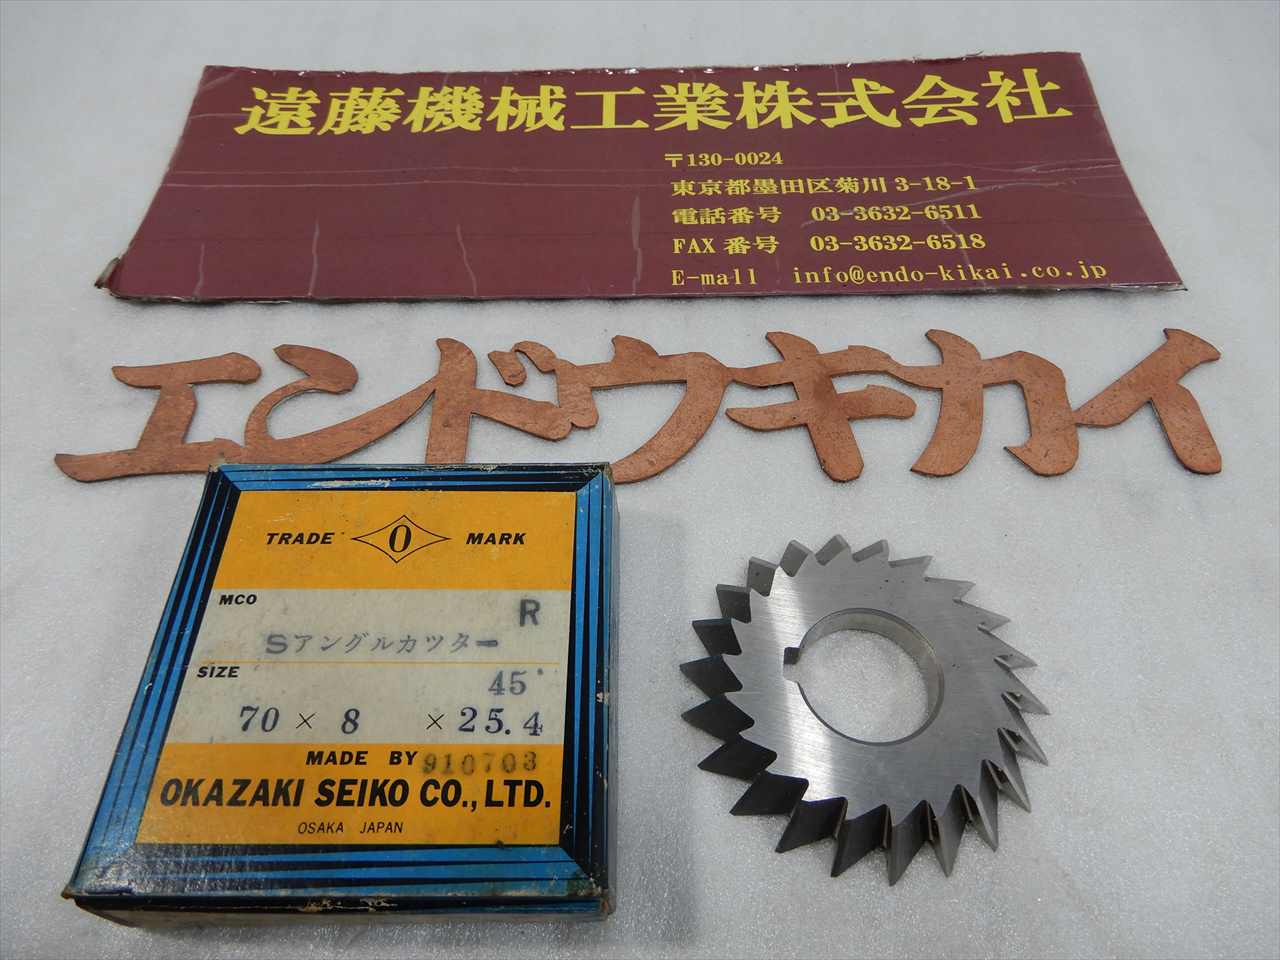 遠藤機械工業株式会社
〒130-0024
東京都墨田区菊川 3-18-1
電話番号 03-3632-6511
FAX 番号 03-3632-6518
E-mall info@endo-kikai.co.jp
エンドウキカイ
TRADE O MARK
MCO R
Sアングルカツター
SIZE 45°
70 × 8 × 25.4
MADE BY 910703
OKAZAKI SEIKO CO., LTD.
OSAKA JAPAN